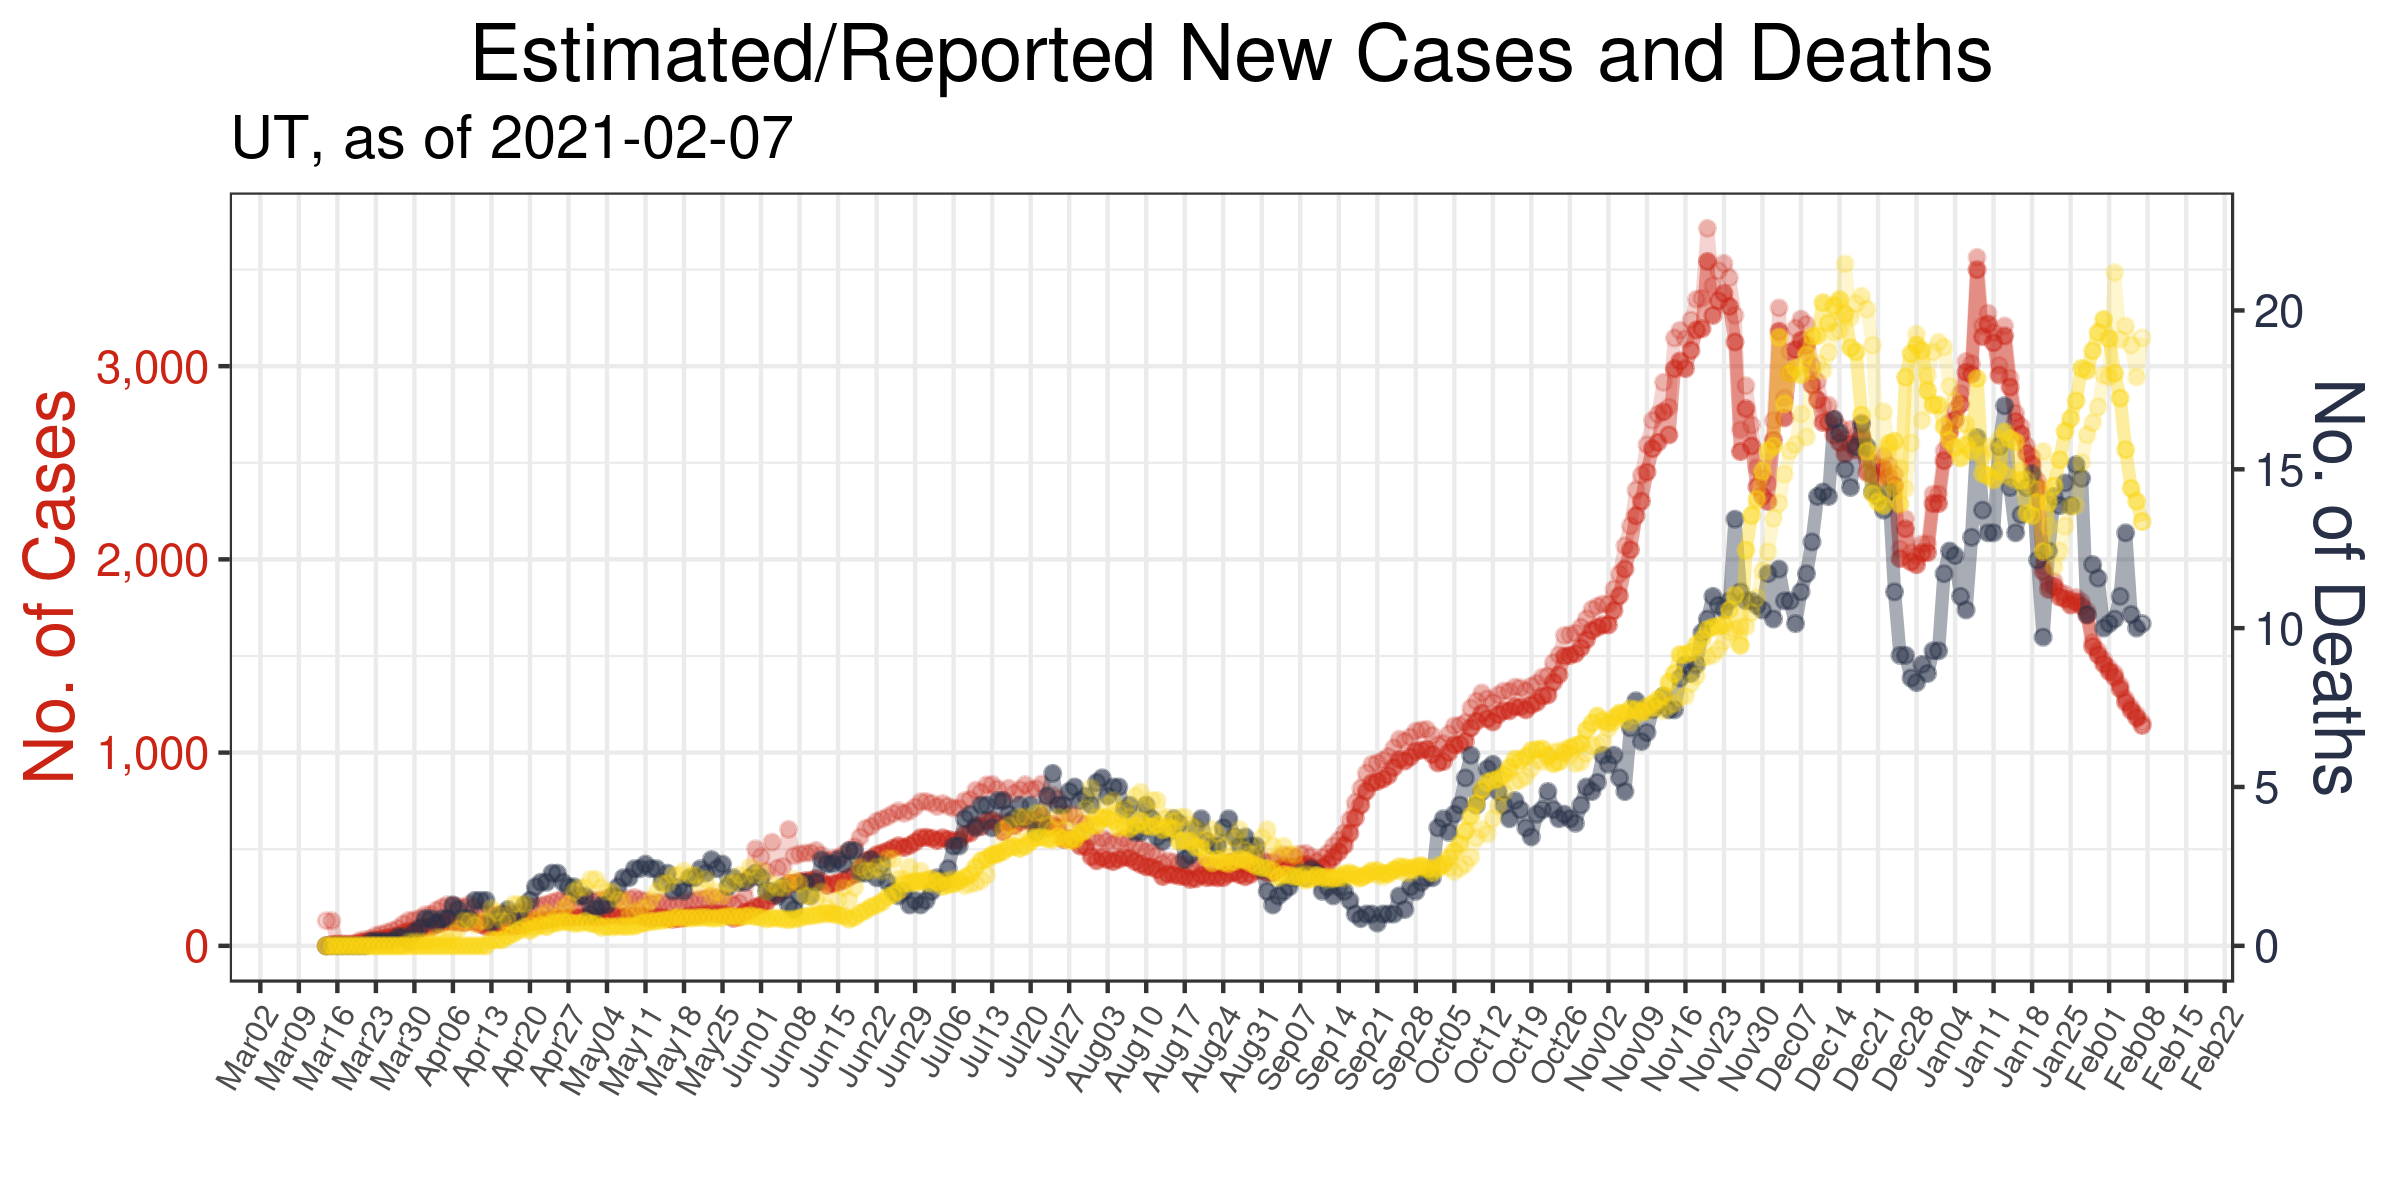 Estimated/Reported New Cases and Deaths
UT, as of 2021-02-07
No. of Cases
3,000
2,000
1,000
0
20
15
10
5
0
No. of Deaths
Mar02 Mar09 Mar16 Mar23 Mar30 Apr06 Apr13 Apr20 Apr27 May04 May11 May18 May25 Jun01 Jun08 Jun15 Jun22 Jun29 Jul06 Jul13 Jul20 Jul27 Aug03 Aug10 Aug17 Aug24 Aug31 Sep07 Sep14 Sep21 Sep28 Oct05 Oct12 Oct19 Oct26 Nov02 Nov09 Nov16 Nov23 Nov30 Dec07 Dec14 Dec21 Dec28 Jan04 Jan11 Jan18 Jan25 Feb01 Feb08 Feb15 Feb22